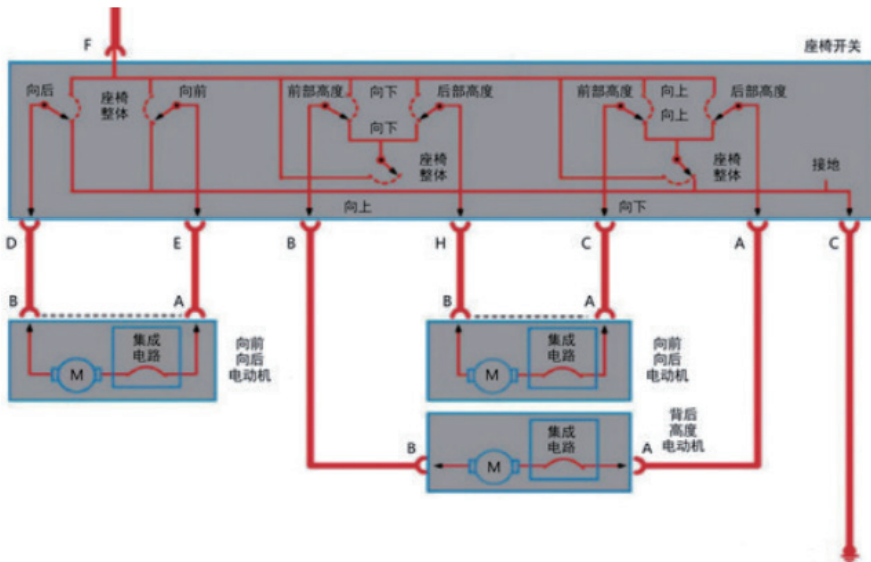 F
座椅开关
向后
座椅
整体
向前
前部高度
向下
后部高度
向下
座椅
整体
前部高度
向上
后部高度
向上
座椅
整体
接地
向上
向下
D
E
B
H
C
A
C
B
A
集成
电路
M
向前
向后
电动机
B
A
集成
电路
M
向前
向后
电动机
B
集成
电路
M
A
背后
高度
电动机